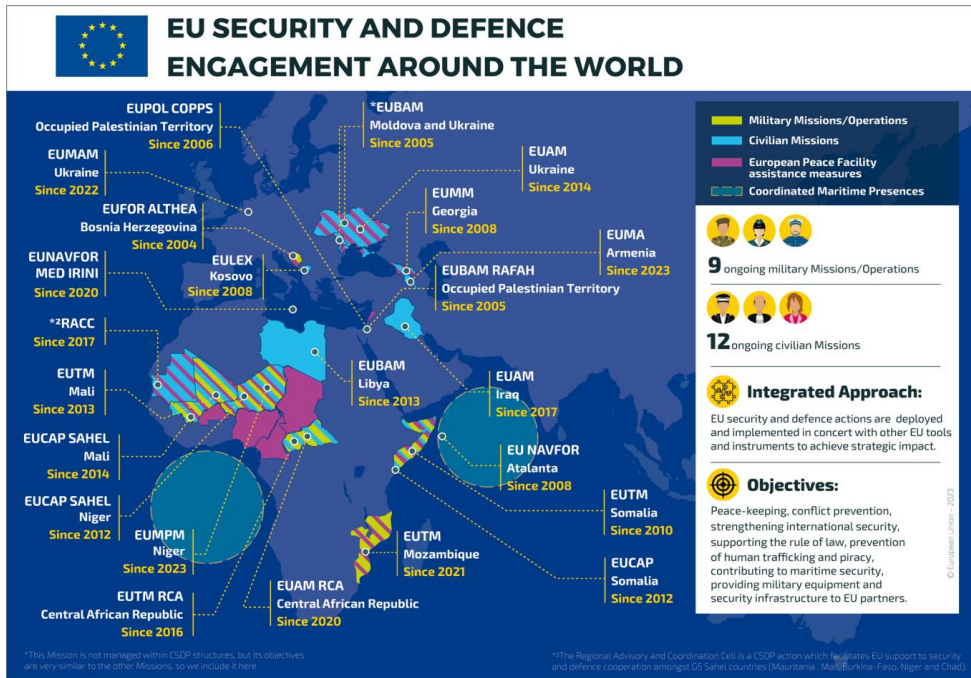 EU SECURITY AND DEFENCE
ENGAGEMENT AROUND THE WORLD
EUPOL COPPS
Occupied Palestinian Territory
Since 2006
*EUBAM
Moldova and Ukraine
Since 2005
EUMAM
Ukraine
Since 2022
EUAM
Ukraine
Since 2014
EUMM
Georgia
Since 2008
EUFOR ALTHEA
Bosnia Herzegovina
Since 2004
EUMA
Armenia
Since 2023
EUNAVFOR
MED IRINI
Since 2020
EULEX
Kosovo
Since 2008
EUBAM RAFAH
Occupied Palestinian Territory
Since 2005
*²RACC
Since 2017
EUTM
Mali
Since 2013
EUBAM
Libya
Since 2013
EUAM
Iraq
Since 2017
EUCAP SAHEL
Mali
Since 2014
EU NAVFOR
Atalanta
Since 2008
EUCAP SAHEL
Niger
Since 2012
EUTM
Somalia
Since 2010
EUMPM
Niger
Since 2023
EUTM
Mozambique
Since 2021
EUCAP
Somalia
Since 2012
EUTM RCA
Central African Republic
Since 2016
EUAM RCA
Central African Republic
Since 2020
Military Missions/Operations
Civilian Missions
European Peace Facility
assistance measures
Coordinated Maritime Presences
9 ongoing military Missions/Operations
12 ongoing civilian Missions
Integrated Approach:
EU security and defence actions are deployed
and implemented in concert with other EU tools
and instruments to achieve strategic impact.
Objectives:
Peace-keeping, conflict prevention,
strengthening international security,
supporting the rule of law, prevention
of human trafficking and piracy,
contributing to maritime security,
providing military equipment and
security infrastructure to EU partners.
© European Union – 2023
*This Mission is not managed within CSDP structures, but its objectives
are very similar to the other Missions, so we include it here
*²The Regional Advisory and Coordination Cell is a CSDP action which facilitates EU support to security
and defence cooperation amongst G5 Sahel countries (Mauritania , Mali, Burkina-Faso, Niger and Chad)